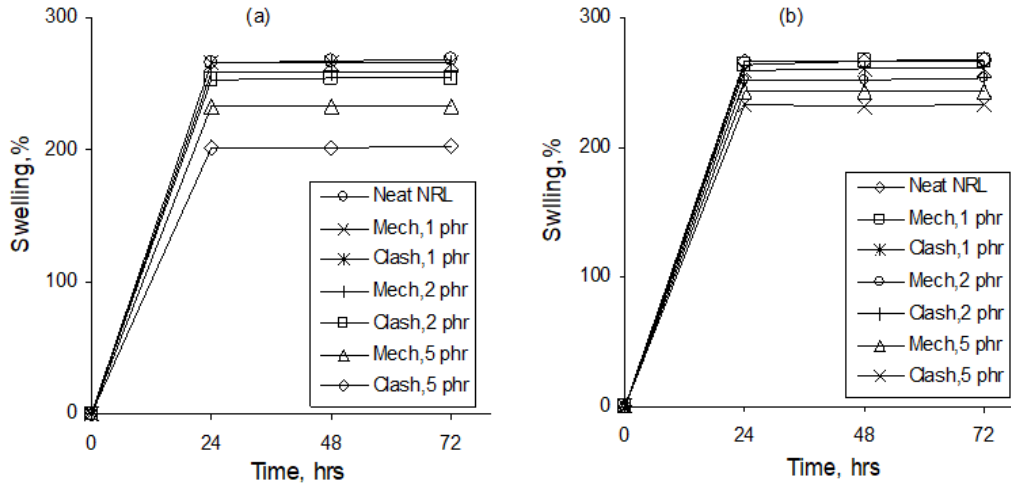 (a)
300
200
100
0
Swelling,%
0 24 48 72
Time, hrs
Neat NRL
Mech,1 phr
Clash,1 phr
Mech,2 phr
Clash,2 phr
Mech,5 phr
Clash,5 phr
(b)
300
200
100
0
Swlling,%
0 24 48 72
Time, hrs
Neat NRL
Mech,1 phr
Clash,1 phr
Mech,2 phr
Clash,2 phr
Mech,5 phr
Clash,5 phr